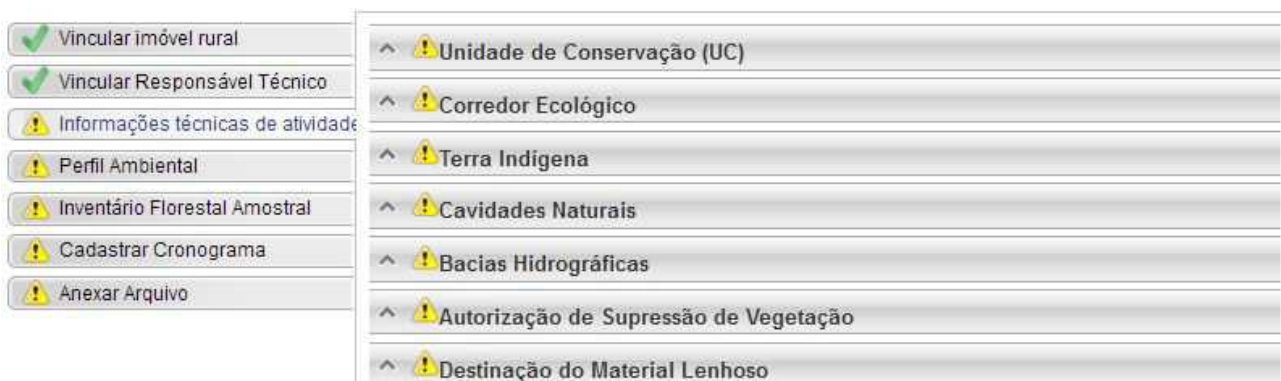 Vincular imóvel rural
Vincular Responsável Técnico
Informações técnicas de atividade
Perfil Ambiental
Inventário Florestal Amostral
Cadastrar Cronograma
Anexar Arquivo
Unidade de Conservação (UC)
Corredor Ecológico
Terra Indígena
Cavidades Naturais
Bacias Hidrográficas
Autorização de Supressão de Vegetação
Destinação do Material Lenhoso